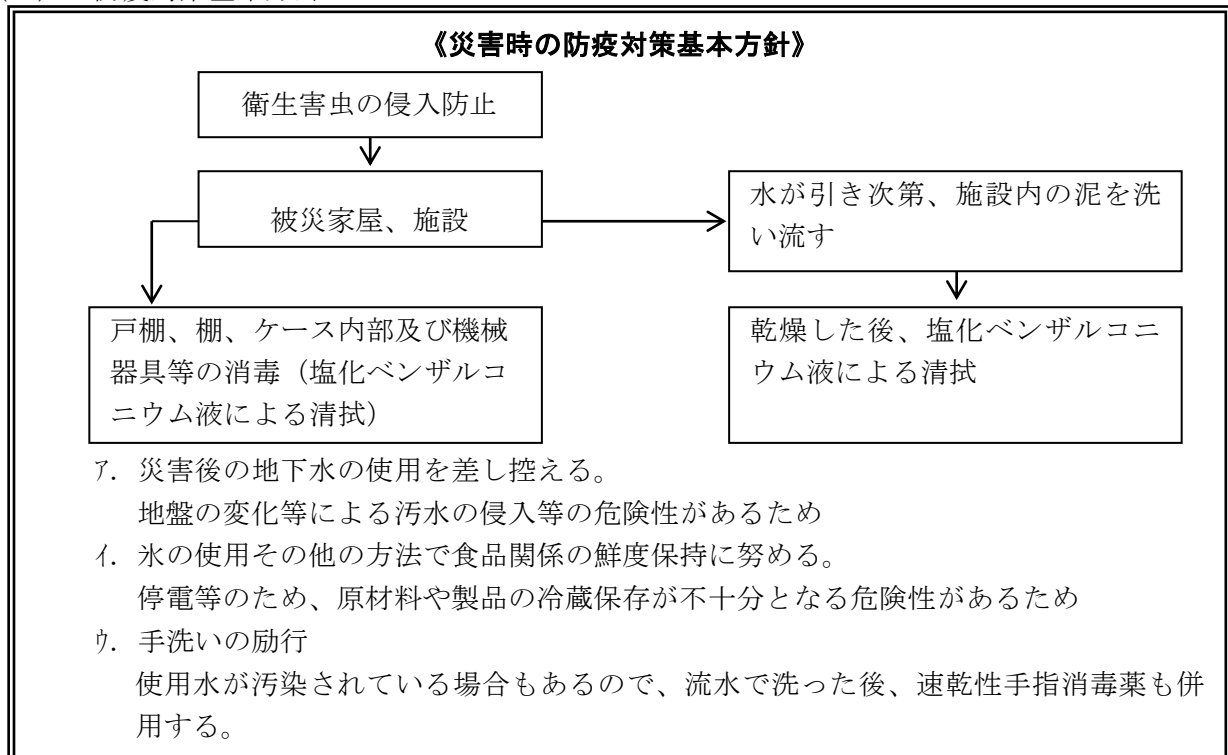 《災害時の防疫対策基本方針》
衛生害虫の侵入防止
被災家屋、施設
水が引き次第、施設内の泥を洗
い流す
戸棚、棚、ケース内部及び機械
器具等の消毒（塩化ベンザルコ
ニウム液による清拭）
乾燥した後、塩化ベンザルコニ
ウム液による清拭
ｱ. 災害後の地下水の使用を差し控える。
地盤の変化等による汚水の侵入等の危険性があるため
ｲ. 氷の使用その他の方法で食品関係の鮮度保持に努める。
停電等のため、原材料や製品の冷蔵保存が不十分となる危険性があるため
ｳ. 手洗いの励行
使用水が汚染されている場合もあるので、流水で洗った後、速乾性手指消毒薬も併
用する。